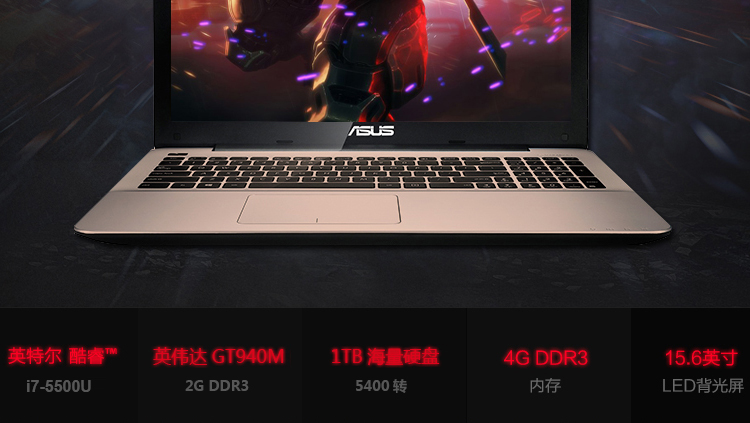 ASUS
英特尔 酷睿™
i7-5500U
英伟达 GT940M
2G DDR3
1TB 海量硬盘
5400 转
4G DDR3
内存
15.6英寸
LED背光屏